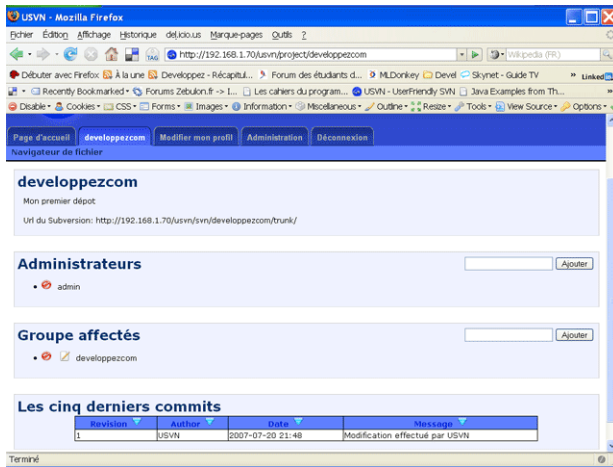 USVN - Mozilla Firefox
Fichier Édition Affichage Historique del.icio.us Marque-pages Outils ?
TAG http://192.168.1.70/usvn/project/developpezcom Wikipedia (FR)
Débuter avec Firefox À la une Developpez - Récapitul... Forum des étudiants d... MLDonkey Devel Skynet - Guide TV » Linked
Recently Bookmarked Forums Zebulon.fr -> I... Les cahiers du program... USVN - UserFriendly SVN Java Examples from Th... »
Disable Cookies CSS Forms Images Information Miscellaneous Outline Resize Tools View Source Options
Page d'accueil developpezcom Modifier mon profil Administration Déconnexion
Navigateur de fichier
developpezcom
Mon premier dépot
Url du Subversion: http://192.168.1.70/usvn/svn/developpezcom/trunk/
Administrateurs Ajouter
admin
Groupe affectés Ajouter
developpezcom
Les cinq derniers commits
Revision Author Date Message
1 USVN 2007-07-20 21:48 Modification effectué par USVN
Terminé